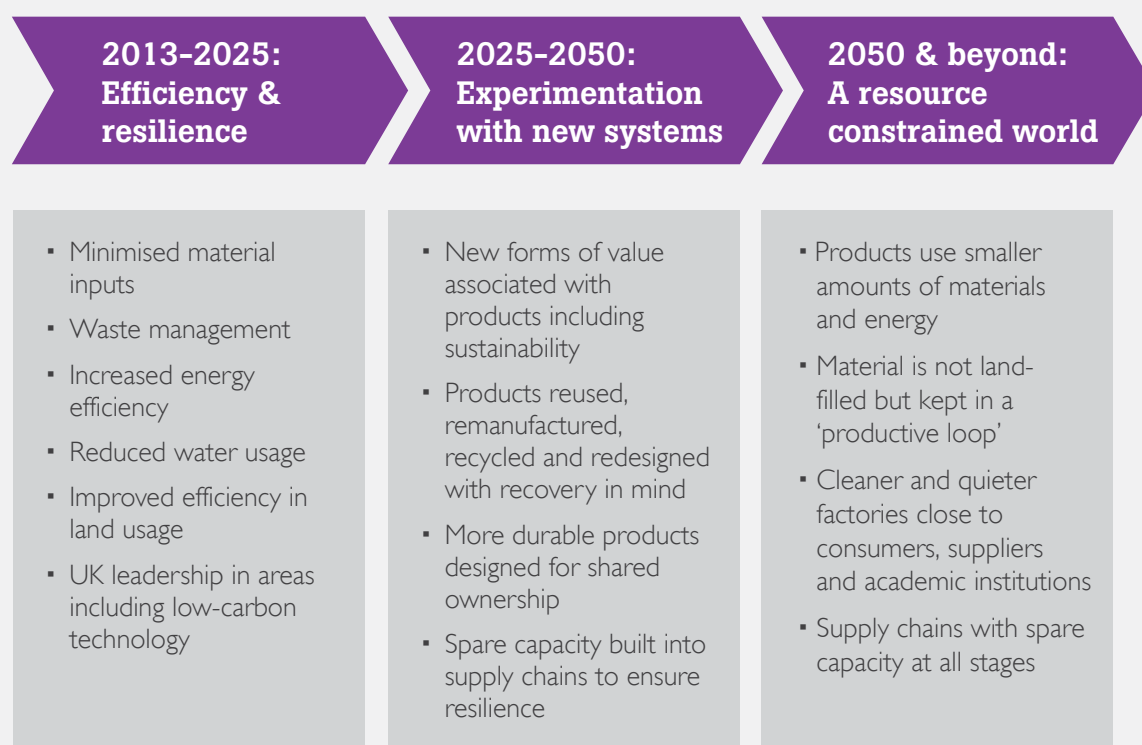 2013–2025:
Efficiency &
resilience
▪ Minimised material
inputs
▪ Waste management
▪ Increased energy
efficiency
▪ Reduced water usage
▪ Improved efficiency in
land usage
▪ UK leadership in areas
including low-carbon
technology
2025–2050:
Experimentation
with new systems
▪ New forms of value
associated with
products including
sustainability
▪ Products reused,
remanufactured,
recycled and redesigned
with recovery in mind
▪ More durable products
designed for shared
ownership
▪ Spare capacity built into
supply chains to ensure
resilience
2050 & beyond:
A resource
constrained world
▪ Products use smaller
amounts of materials
and energy
▪ Material is not land-
filled but kept in a
‘productive loop’
▪ Cleaner and quieter
factories close to
consumers, suppliers
and academic institutions
▪ Supply chains with spare
capacity at all stages